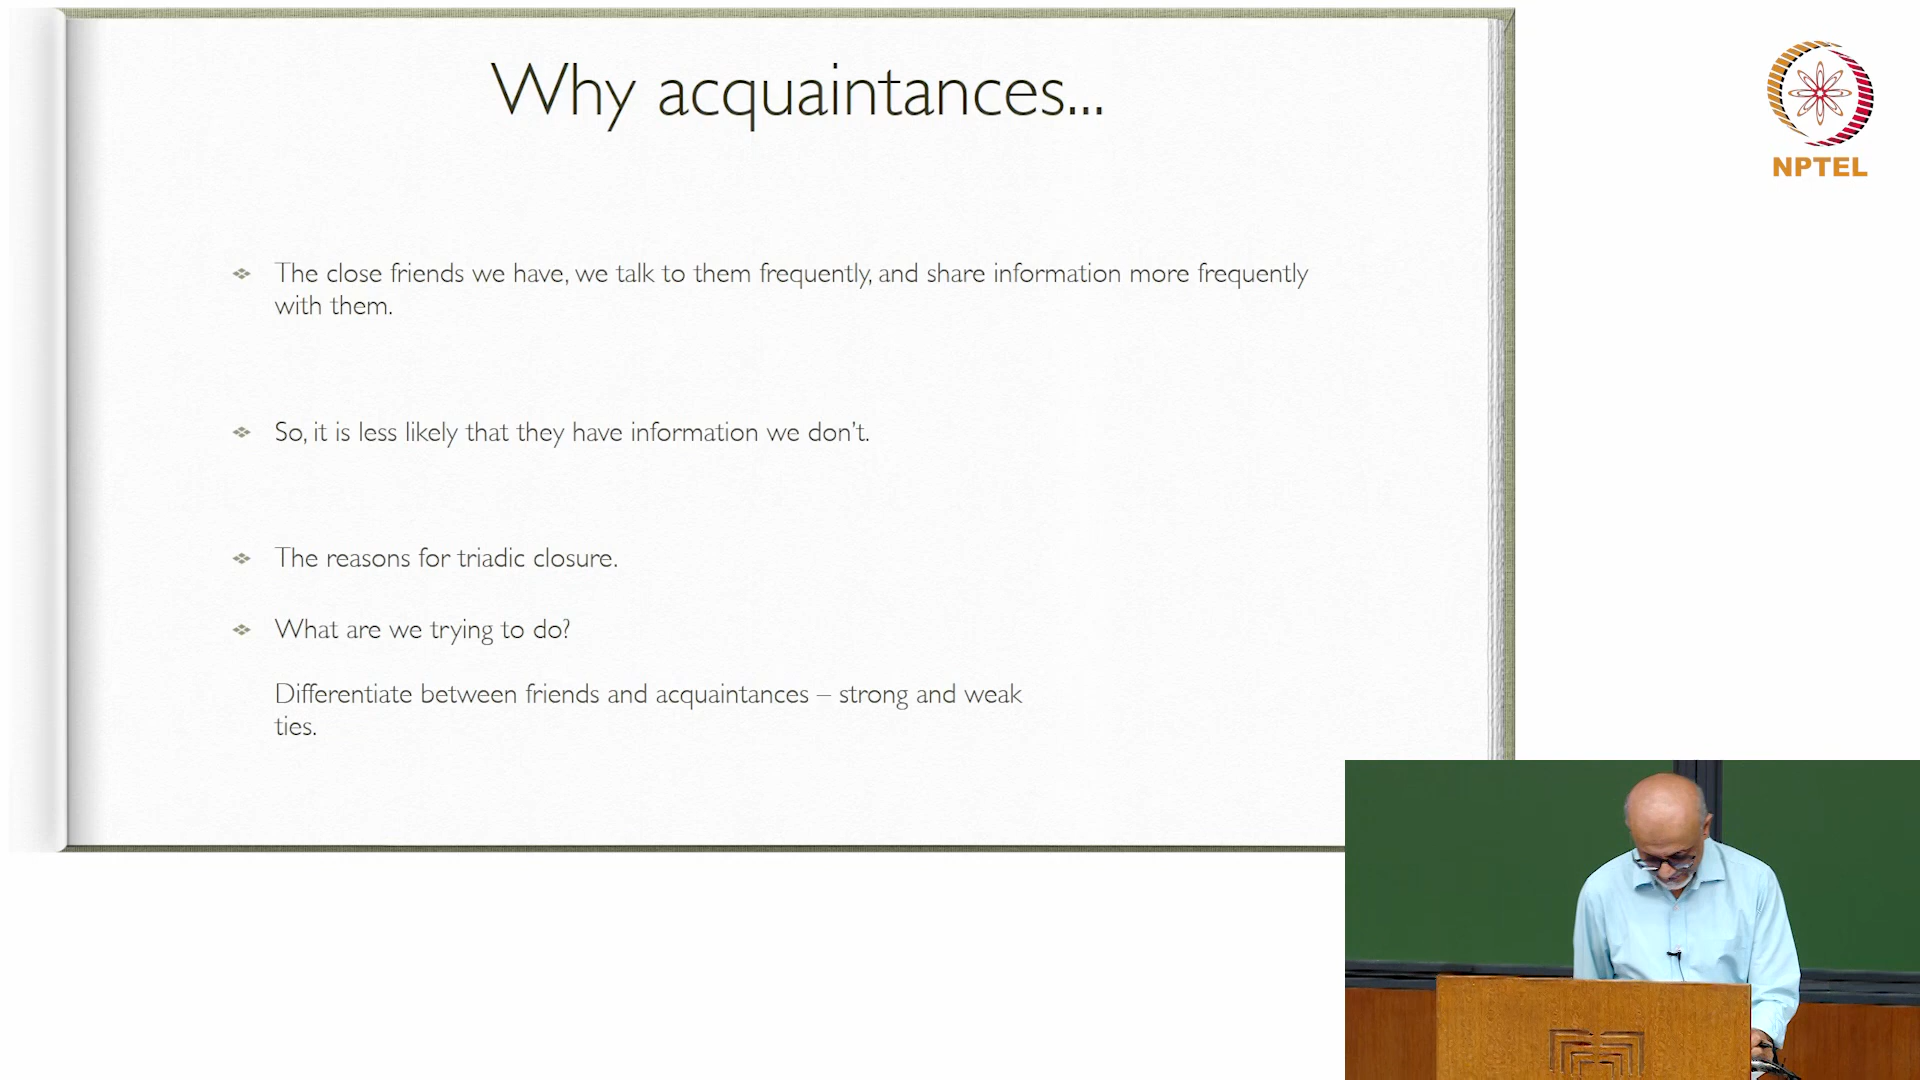 Why acquaintances...
NPTEL
The close friends we have, we talk to them frequently, and share information more frequently
with them.
So, it is less likely that they have information we don't.
The reasons for triadic closure.
What are we trying to do?
Differentiate between friends and acquaintances – strong and weak
ties.